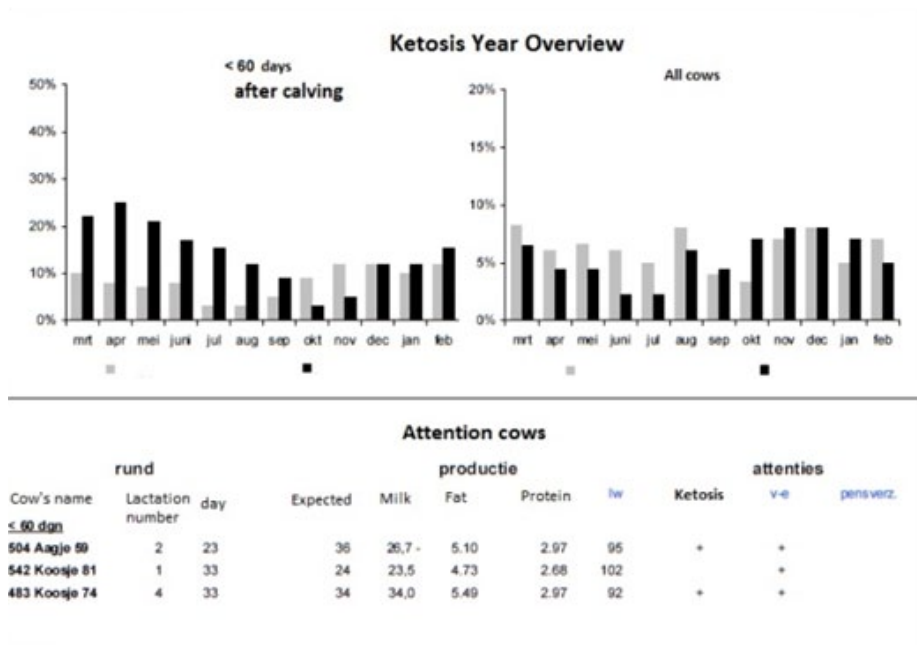 Ketosis Year Overview
< 60 days
after calving
50%
40%
30%
20%
10%
0%
mrt apr mei juni jul aug sep okt nov dec jan feb
All cows
20%
15%
10%
5%
0%
mrt apr mei juni jul aug sep okt nov dec jan feb
Attention cows
rund productie attenties
Cow's name Lactation number day Expected Milk Fat Protein lw Ketosis v-e pensverz.
< 60 dgn
504 Aagje 59 2 23 36 26,7 - 5.10 2.97 95 + +
542 Koosje 81 1 33 24 23,5 4.73 2.68 102 +
483 Koosje 74 4 33 34 34,0 5.49 2.97 92 + +